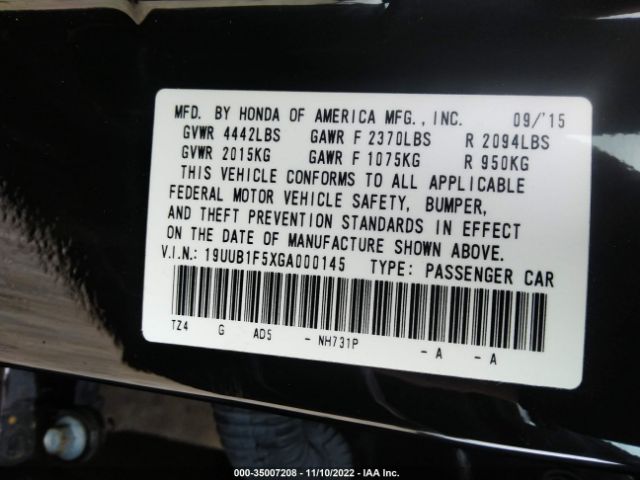 MFD. BY HONDA OF AMERICA MFG., INC. 09/'15
GVWR 4442LBS GAWR F 2370LBS R 2094LBS
GVWR 2015KG GAWR F 1075KG R 950KG
THIS VEHICLE CONFORMS TO ALL APPLICABLE
FEDERAL MOTOR VEHICLE SAFETY, BUMPER,
AND THEFT PREVENTION STANDARDS IN EFFECT
ON THE DATE OF MANUFACTURE SHOWN ABOVE.
V.I.N.: 19UUB1F5XGA000145 TYPE: PASSENGER CAR
TZ4 G AD5 - NH731P - A - A
000-35007208 - 11/10/2022 - IAA Inc.